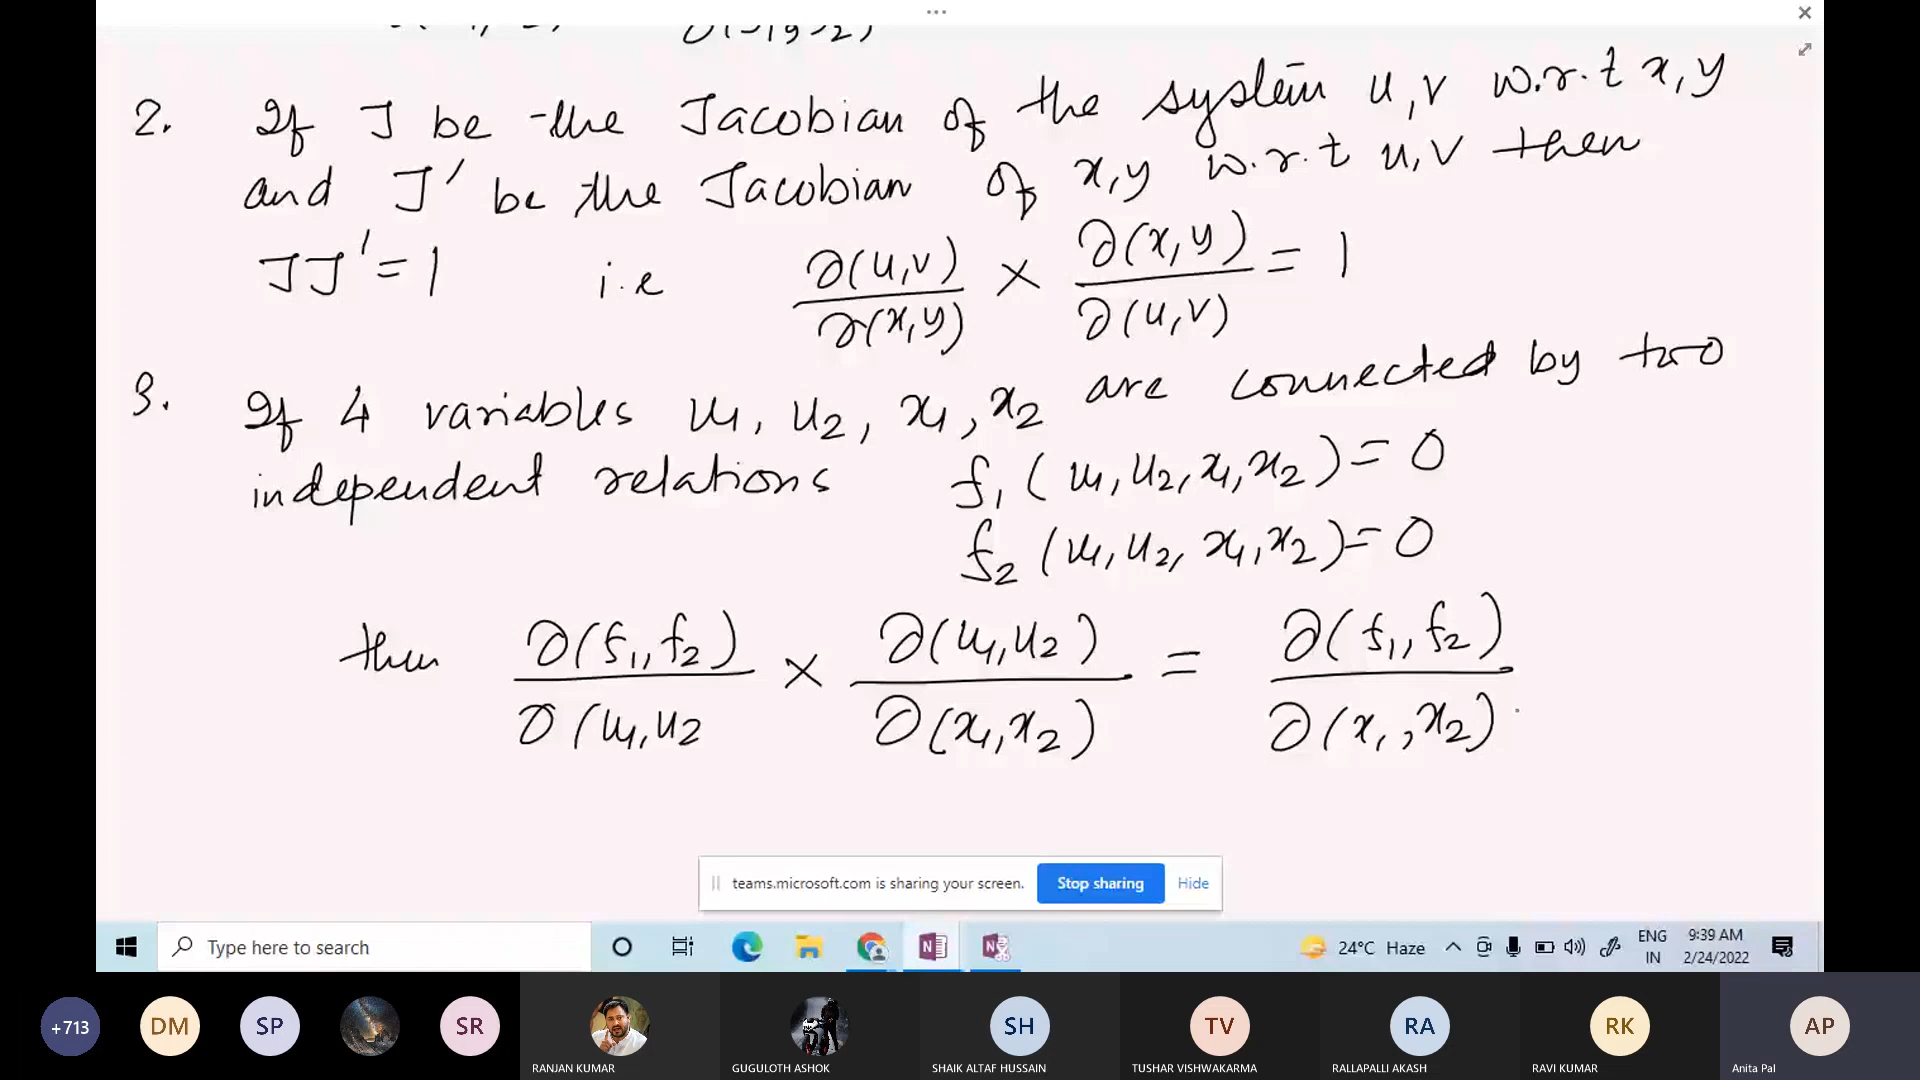 2. If J be the Jacobian of the system u,v w.r.t x,y
and J' be the Jacobian of x,y w.r.t u,v then
JJ' = 1 i.e ∂(u,v)/∂(x,y) × ∂(x,y)/∂(u,v) = 1
3. If 4 variables u₁, u₂, x₁, x₂ are connected by two
independent relations f₁(u₁, u₂, x₁, x₂) = 0
f₂(u₁, u₂, x₁, x₂) = 0
then ∂(f₁, f₂)/∂(u₁, u₂ × ∂(u₁, u₂)/∂(x₁, x₂) = ∂(f₁, f₂)/∂(x₁, x₂)
teams.microsoft.com is sharing your screen. Stop sharing Hide
Type here to search 24°C Haze ENG 9:39 AM
IN 2/24/2022
+713 DM SP SR SH TV RA RK AP
RANJAN KUMAR GUGULOTH ASHOK SHAIK ALTAF HUSSAIN TUSHAR VISHWAKARMA RALLAPALLI AKASH RAVI KUMAR Anita Pal